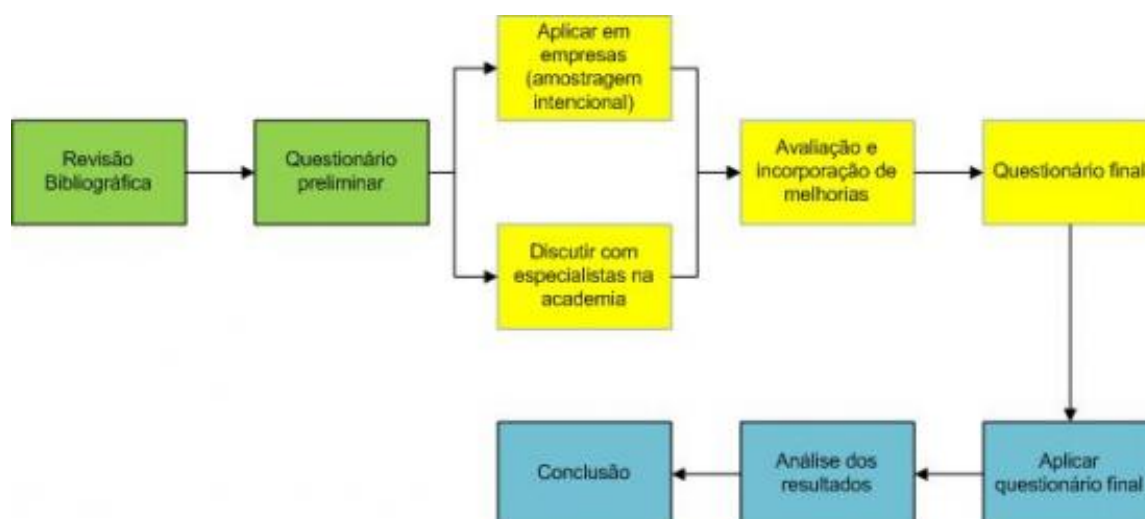 Revisão
Bibliográfica
Questionário
preliminar
Aplicar em
empresas
(amostragem
intencional)
Discutir com
especialistas na
academia
Avaliação e
incorporação de
melhorias
Questionário final
Aplicar
questionário final
Análise dos
resultados
Conclusão